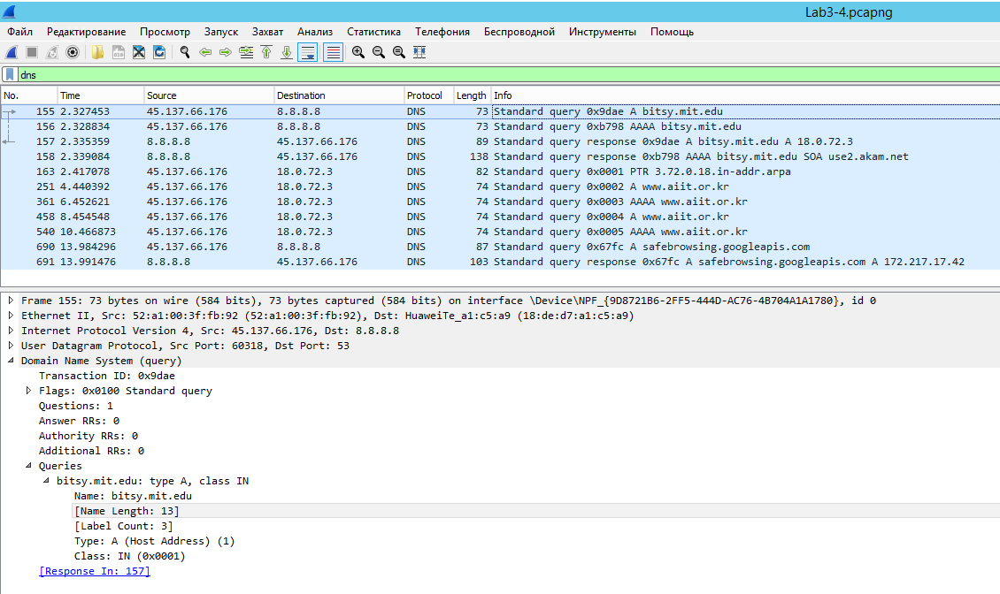 Lab3-4.pcapng
Файл Редактирование Просмотр Запуск Захват Анализ Статистика Телефония Беспроводной Инструменты Помощь
dns
No. Time Source Destination Protocol Length Info
155 2.327453 45.137.66.176 8.8.8.8 DNS 73 Standard query 0x9dae A bitsy.mit.edu
156 2.328834 45.137.66.176 8.8.8.8 DNS 73 Standard query 0xb798 AAAA bitsy.mit.edu
157 2.335359 8.8.8.8 45.137.66.176 DNS 89 Standard query response 0x9dae A bitsy.mit.edu A 18.0.72.3
158 2.339084 8.8.8.8 45.137.66.176 DNS 138 Standard query response 0xb798 AAAA bitsy.mit.edu SOA use2.akam.net
163 2.417078 45.137.66.176 18.0.72.3 DNS 82 Standard query 0x0001 PTR 3.72.0.18.in-addr.arpa
251 4.440392 45.137.66.176 18.0.72.3 DNS 74 Standard query 0x0002 A www.aiit.or.kr
361 6.452621 45.137.66.176 18.0.72.3 DNS 74 Standard query 0x0003 AAAA www.aiit.or.kr
458 8.454548 45.137.66.176 18.0.72.3 DNS 74 Standard query 0x0004 A www.aiit.or.kr
540 10.466873 45.137.66.176 18.0.72.3 DNS 74 Standard query 0x0005 AAAA www.aiit.or.kr
690 13.984296 45.137.66.176 8.8.8.8 DNS 87 Standard query 0x67fc A safebrowsing.googleapis.com
691 13.991476 8.8.8.8 45.137.66.176 DNS 103 Standard query response 0x67fc A safebrowsing.googleapis.com A 172.217.17.42
Frame 155: 73 bytes on wire (584 bits), 73 bytes captured (584 bits) on interface \Device\NPF_{9D8721B6-2FF5-444D-AC76-4B704A1A1780}, id 0
Ethernet II, Src: 52:a1:00:3f:fb:92 (52:a1:00:3f:fb:92), Dst: HuaweiTe_a1:c5:a9 (18:de:d7:a1:c5:a9)
Internet Protocol Version 4, Src: 45.137.66.176, Dst: 8.8.8.8
User Datagram Protocol, Src Port: 60318, Dst Port: 53
Domain Name System (query)
Transaction ID: 0x9dae
Flags: 0x0100 Standard query
Questions: 1
Answer RRs: 0
Authority RRs: 0
Additional RRs: 0
Queries
bitsy.mit.edu: type A, class IN
Name: bitsy.mit.edu
[Name Length: 13]
[Label Count: 3]
Type: A (Host Address) (1)
Class: IN (0x0001)
[Response In: 157]